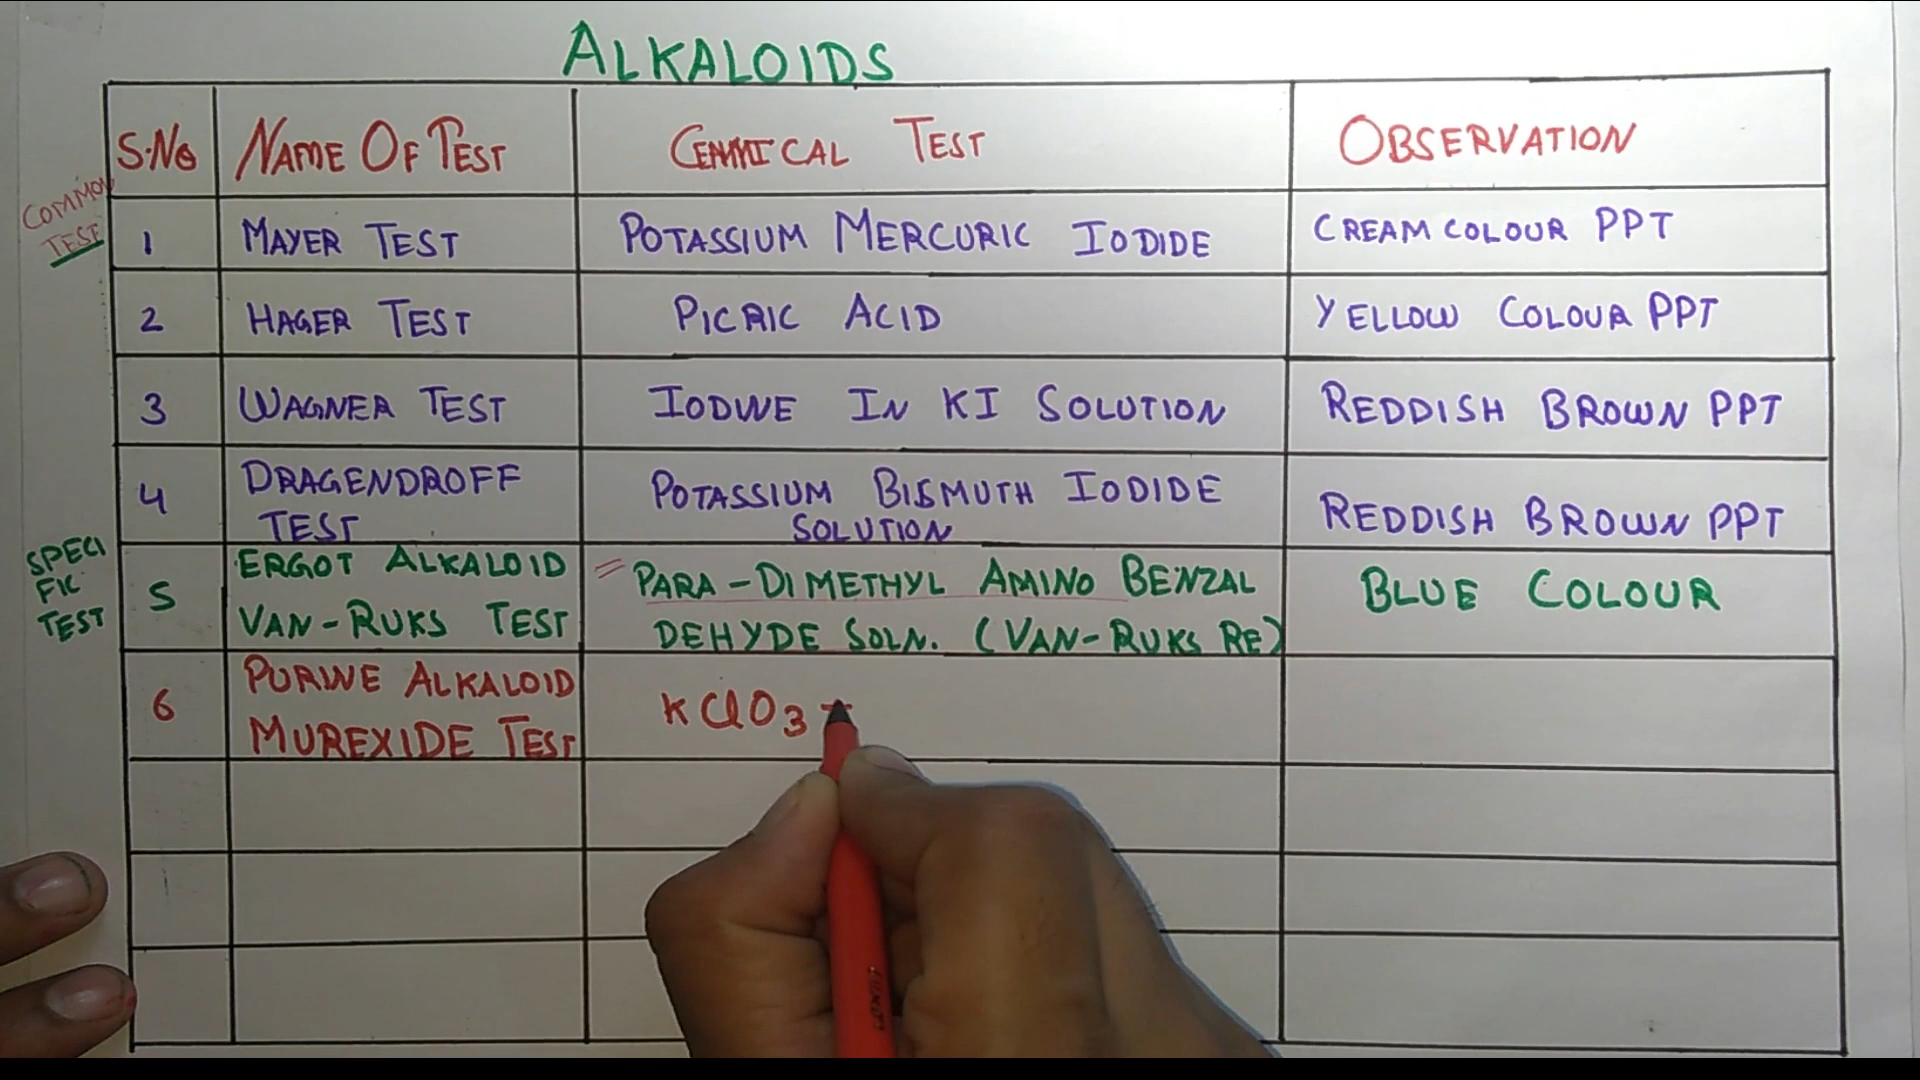 ALKALOIDS
S.No NAME OF TEST CEMMICAL TEST OBSERVATION
COMMON
TEST
1 MAYER TEST POTASSIUM MERCURIC IODIDE CREAM COLOUR PPT
2 HAGER TEST PICRIC ACID YELLOW COLOUR PPT
3 WAGNER TEST IODINE IN KI SOLUTION REDDISH BROWN PPT
4 DRAGENDROFF POTASSIUM BISMUTH IODIDE REDDISH BROWN PPT
TEST SOLUTION
SPECI
FIC
TEST
5 ERGOT ALKALOID = PARA-DIMETHYL AMINO BENZAL BLUE COLOUR
VAN-RUKS TEST DEHYDE SOLN. (VAN-RUKS RE)
6 PURINE ALKALOID KClO3
MUREXIDE TEST